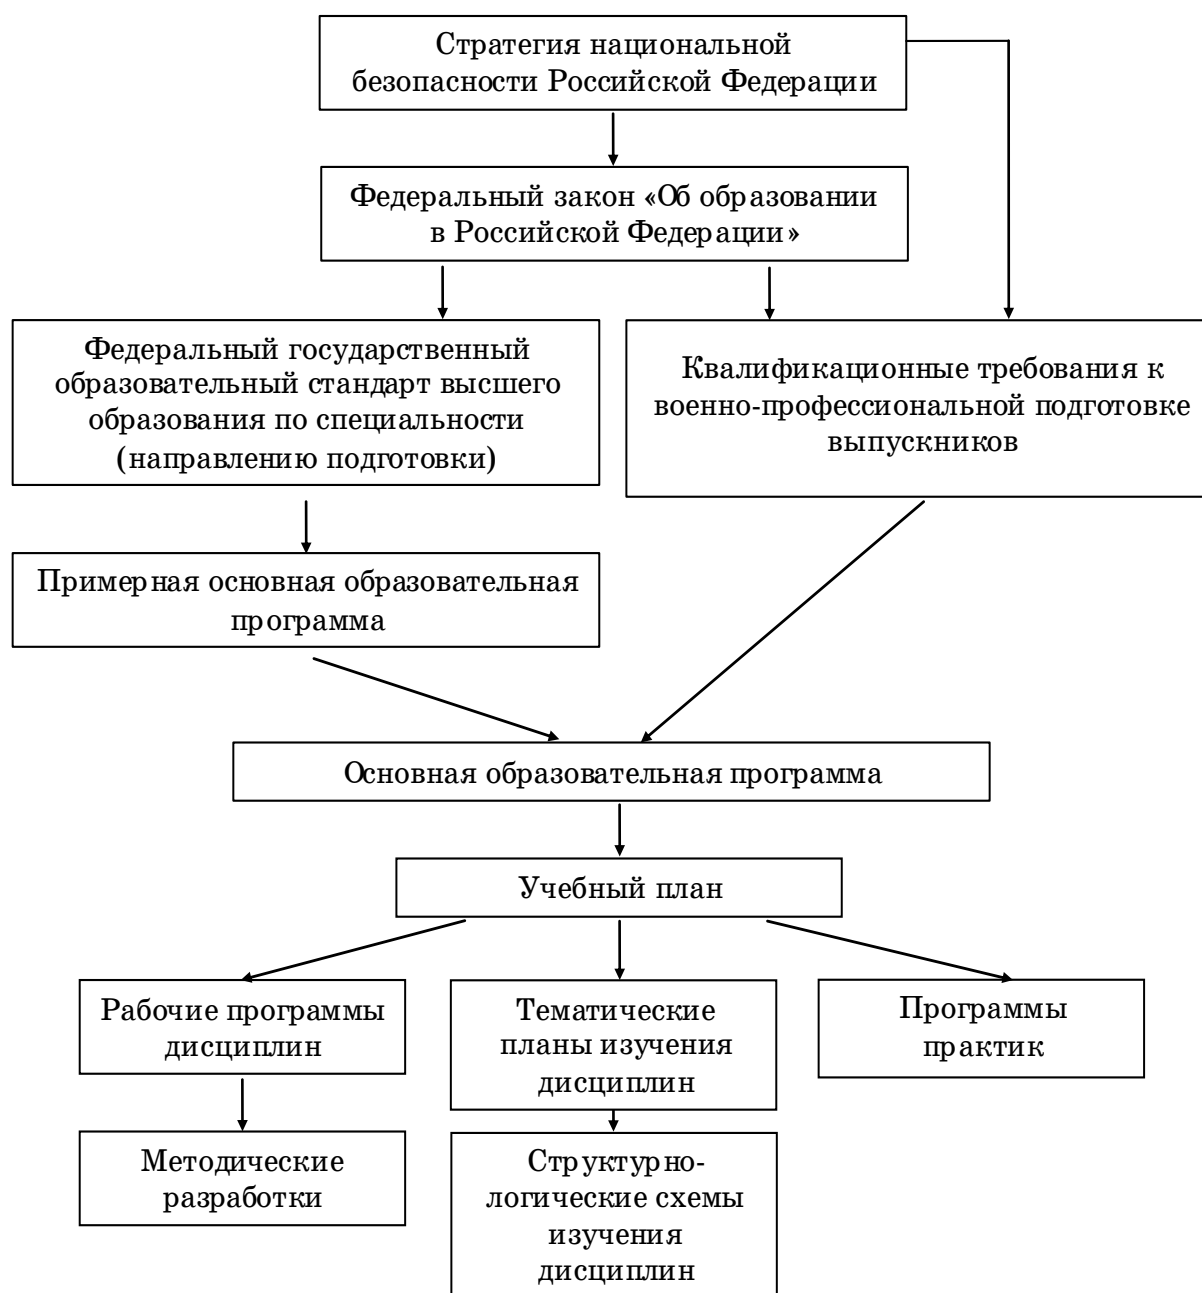 Стратегия национальной
безопасности Российской Федерации
Федеральный закон «Об образовании
в Российской Федерации»
Федеральный государственный
образовательный стандарт высшего
образования по специальности
(направлению подготовки)
Квалификационные требования к
военно-профессиональной подготовке
выпускников
Примерная основная образовательная
программа
Основная образовательная программа
Учебный план
Рабочие программы
дисциплин
Тематические
планы изучения
дисциплин
Программы
практик
Методические
разработки
Структурно-
логические схемы
изучения
дисциплин